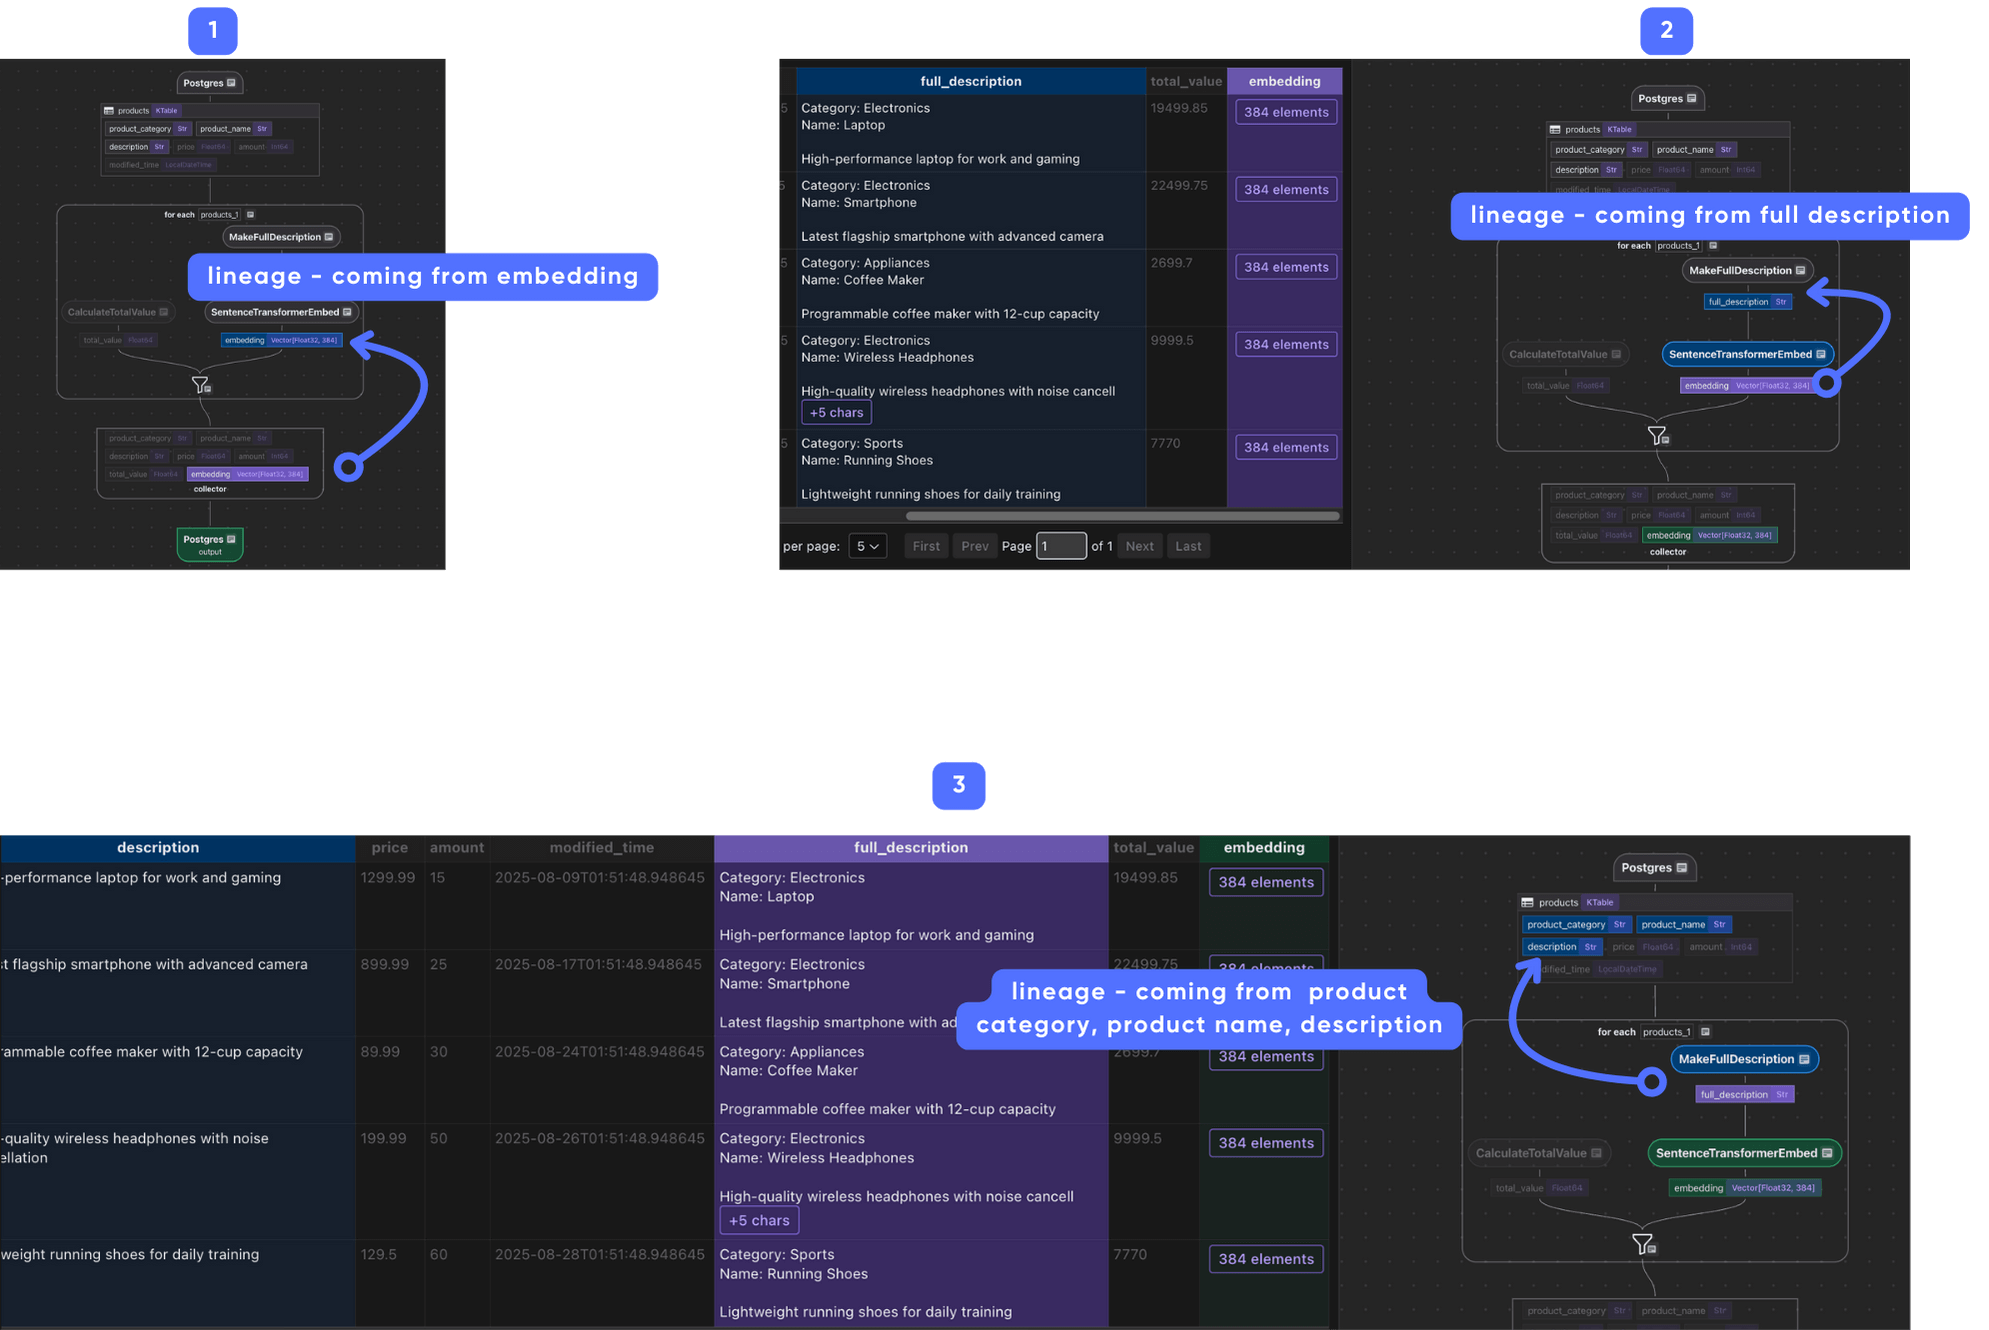 1
Postgres
products KTable
product_category Str product_name Str
description Str price Float64 amount Int64
modified_time LocalDateTime
for each products_1
MakeFullDescription
lineage - coming from embedding
CalculateTotalValue SentenceTransformerEmbed
total_value Float64 embedding Vector[Float32, 384]
product_category Str product_name Str
description Str price Float64 amount Int64
total_value Float64 embedding Vector[Float32, 384]
collector
Postgres
output
2
full_description total_value embedding
5 Category: Electronics 19499.85 384 elements
Name: Laptop
High-performance laptop for work and gaming
5 Category: Electronics 22499.75 384 elements
Name: Smartphone
Latest flagship smartphone with advanced camera
5 Category: Appliances 2699.7 384 elements
Name: Coffee Maker
Programmable coffee maker with 12-cup capacity
5 Category: Electronics 9999.5 384 elements
Name: Wireless Headphones
High-quality wireless headphones with noise cancell
+5 chars
5 Category: Sports 7770 384 elements
Name: Running Shoes
Lightweight running shoes for daily training
per page: 5 First Prev Page 1 of 1 Next Last
Postgres
products KTable
product_category Str product_name Str
description Str price Float64 amount Int64
modified_time LocalDateTime
lineage - coming from full description
for each products_1
MakeFullDescription
full_description Str
CalculateTotalValue SentenceTransformerEmbed
total_value Float64 embedding Vector[Float32, 384]
product_category Str product_name Str
description Str price Float64 amount Int64
total_value Float64 embedding Vector[Float32, 384]
collector
3
description price amount modified_time full_description total_value embedding
-performance laptop for work and gaming 1299.99 15 2025-08-09T01:51:48.948645 Category: Electronics 19499.85 384 elements
Name: Laptop
High-performance laptop for work and gaming
st flagship smartphone with advanced camera 899.99 25 2025-08-17T01:51:48.948645 Category: Electronics 22499.75 384 elements
Name: Smartphone
Latest flagship smartphone with ad
rammable coffee maker with 12-cup capacity 89.99 30 2025-08-24T01:51:48.948645 Category: Appliances 2699.7 384 elements
Name: Coffee Maker
Programmable coffee maker with 12-cup capacity
-quality wireless headphones with noise 199.99 50 2025-08-26T01:51:48.948645 Category: Electronics 9999.5 384 elements
ellation Name: Wireless Headphones
High-quality wireless headphones with noise cancell
+5 chars
weight running shoes for daily training 129.5 60 2025-08-28T01:51:48.948645 Category: Sports 7770 384 elements
Name: Running Shoes
Lightweight running shoes for daily training
lineage - coming from product
category, product name, description
Postgres
products KTable
product_category Str product_name Str
description Str price Float64 amount Int64
dified_time LocalDateTime
for each products_1
MakeFullDescription
full_description Str
CalculateTotalValue SentenceTransformerEmbed
total_value Float64 embedding Vector[Float32, 384]
product_category Str product_name Str